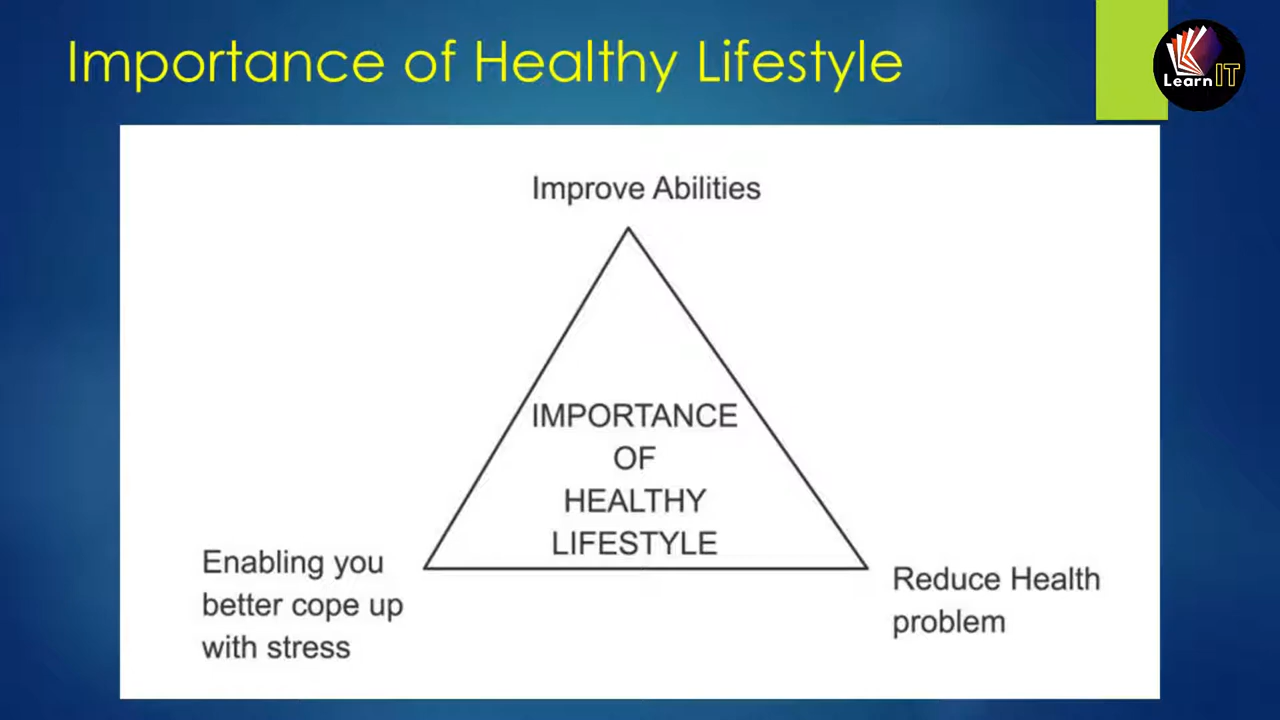 Importance of Healthy Lifestyle
Learn IT
Improve Abilities
IMPORTANCE
OF
HEALTHY
LIFESTYLE
Enabling you
better cope up
with stress
Reduce Health
problem